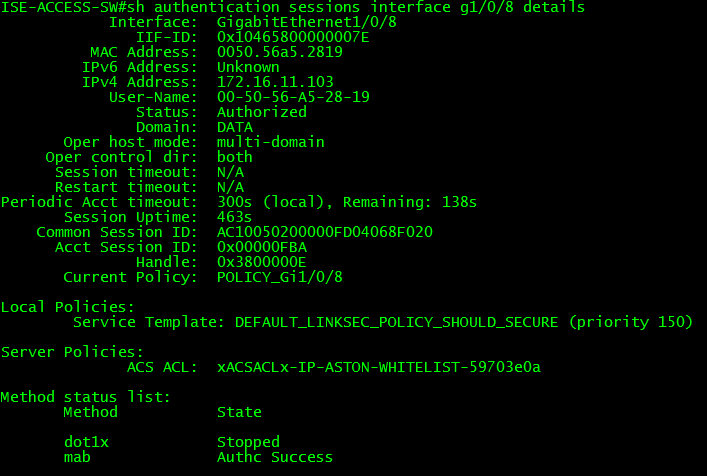 ISE-ACCESS-SW#sh authentication sessions interface g1/0/8 details
Interface: GigabitEthernet1/0/8
IIF-ID: 0x10465800000007E
MAC Address: 0050.56a5.2819
IPv6 Address: Unknown
IPv4 Address: 172.16.11.103
User-Name: 00-50-56-A5-28-19
Status: Authorized
Domain: DATA
Oper host mode: multi-domain
Oper control dir: both
Session timeout: N/A
Restart timeout: N/A
Periodic Acct timeout: 300s (local), Remaining: 138s
Session Uptime: 463s
Common Session ID: AC10050200000FD04068F020
Acct Session ID: 0x00000FBA
Handle: 0x3800000E
Current Policy: POLICY_Gi1/0/8
Local Policies:
Service Template: DEFAULT_LINKSEC_POLICY_SHOULD_SECURE (priority 150)
Server Policies:
ACS ACL: xACSACLx-IP-ASTON-WHITELIST-59703e0a
Method status list:
Method State
dot1x Stopped
mab Authc Success